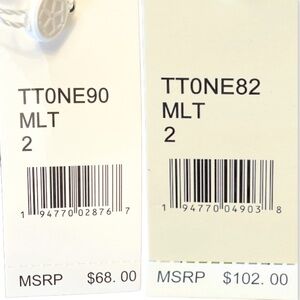 TT0NE90
MLT
2
1 94770 02876 7
MSRP $68.00
TT0NE82
MLT
2
1 94770 04903 8
MSRP $102.00